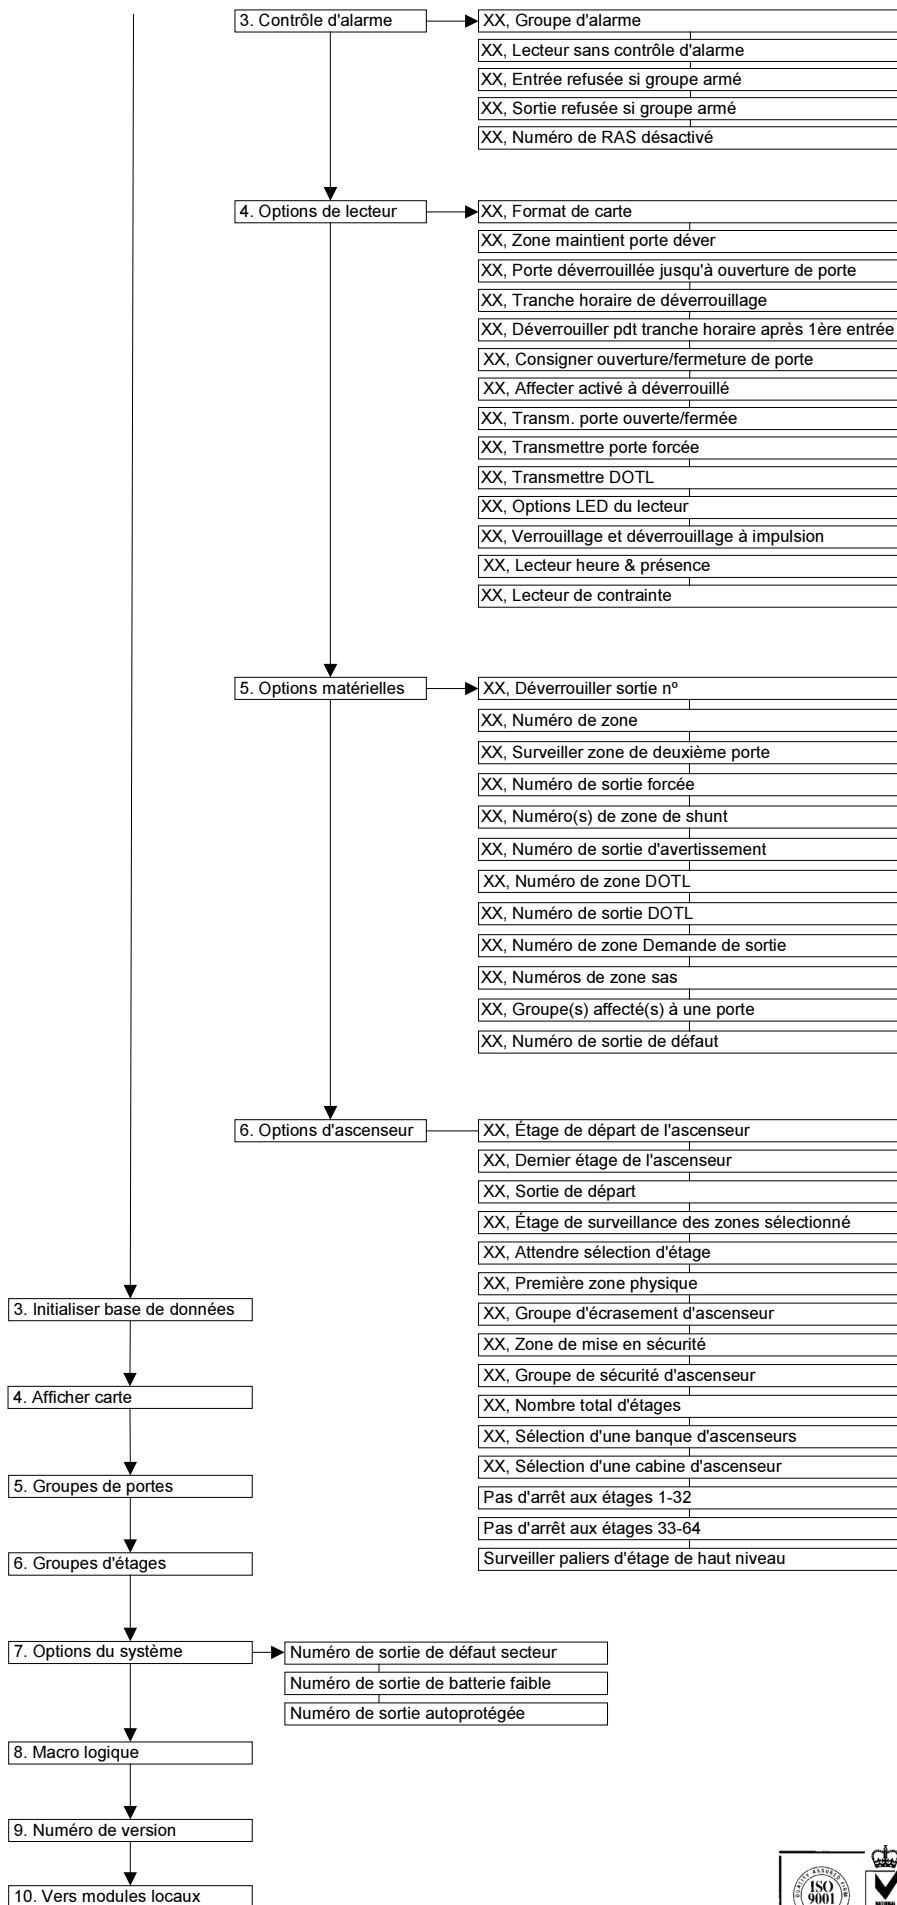 3. Contrôle d'alarme
XX, Groupe d'alarme
XX, Lecteur sans contrôle d'alarme
XX, Entrée refusée si groupe armé
XX, Sortie refusée si groupe armé
XX, Numéro de RAS désactivé
4. Options de lecteur
XX, Format de carte
XX, Zone maintient porte déver
XX, Porte déverrouillée jusqu'à ouverture de porte
XX, Tranche horaire de déverrouillage
XX, Déverrouiller pdt tranche horaire après 1ère entrée
XX, Consigner ouverture/fermeture de porte
XX, Affecter activé à déverrouillé
XX, Transm. porte ouverte/fermée
XX, Transmettre porte forcée
XX, Transmettre DOTL
XX, Options LED du lecteur
XX, Verrouillage et déverrouillage à impulsion
XX, Lecteur heure & présence
XX, Lecteur de contrainte
5. Options matérielles
XX, Déverrouiller sortie nº
XX, Numéro de zone
XX, Surveiller zone de deuxième porte
XX, Numéro de sortie forcée
XX, Numéro(s) de zone de shunt
XX, Numéro de sortie d'avertissement
XX, Numéro de zone DOTL
XX, Numéro de sortie DOTL
XX, Numéro de zone Demande de sortie
XX, Numéros de zone sas
XX, Groupe(s) affecté(s) à une porte
XX, Numéro de sortie de défaut
6. Options d'ascenseur
XX, Étage de départ de l'ascenseur
XX, Dernier étage de l'ascenseur
XX, Sortie de départ
XX, Étage de surveillance des zones sélectionné
XX, Attendre sélection d'étage
XX, Première zone physique
XX, Groupe d'écrasement d'ascenseur
XX, Zone de mise en sécurité
XX, Groupe de sécurité d'ascenseur
XX, Nombre total d'étages
XX, Sélection d'une banque d'ascenseurs
XX, Sélection d'une cabine d'ascenseur
Pas d'arrêt aux étages 1-32
Pas d'arrêt aux étages 33-64
Surveiller paliers d'étage de haut niveau
3. Initialiser base de données
4. Afficher carte
5. Groupes de portes
6. Groupes d'étages
7. Options du système
Numéro de sortie de défaut secteur
Numéro de sortie de batterie faible
Numéro de sortie autoprotégée
8. Macro logique
9. Numéro de version
10. Vers modules locaux
QUALITY ASSURED FIRM
ISO
9001